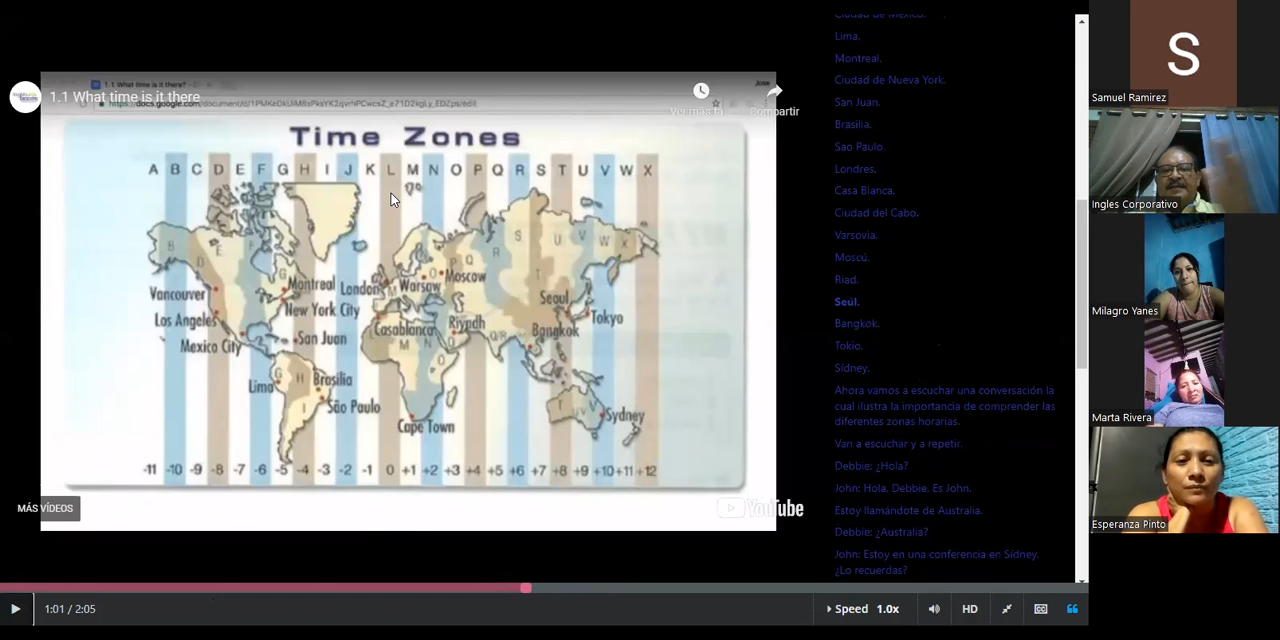 1.1 What time is it there
Compartir
Time Zones
A B C D E F G H I J K L M N O P Q R S T U V W X
Montreal
London
Warsaw
Moscow
Vancouver
New York City
Seoul
Los Angeles
Casablanca
Tokyo
Mexico City
San Juan
Bangkok
Lima
Brasilia
São Paulo
Cape Town
Sydney
-11 -10 -9 -8 -7 -6 -5 -4 -3 -2 -1 0 +1 +2 +3 +4 +5 +6 +7 +8 +9 +10 +11 +12
MÁS VÍDEOS
YouTube
1:01 / 2:05
Speed 1.0x
HD
Lima.
Montreal.
Ciudad de Nueva York.
San Juan.
Brasilia.
Sao Paulo.
Londres.
Casa Blanca.
Ciudad del Cabo.
Varsovia.
Moscú.
Riad.
Seúl.
Bangkok.
Tokio.
Sídney.
Ahora vamos a escuchar una conversación la
cual ilustra la importancia de comprender las
diferentes zonas horarias.
Van a escuchar y a repetir.
Debbie: ¿Hola?
John: Hola, Debbie. Es John.
Estoy llamándote de Australia.
Debbie: ¿Australia?
John: Estoy en una conferencia en Sídney.
¿Lo recuerdas?
S
Samuel Ramirez
Ingles Corporativo
Milagro Yanes
Marta Rivera
Esperanza Pinto